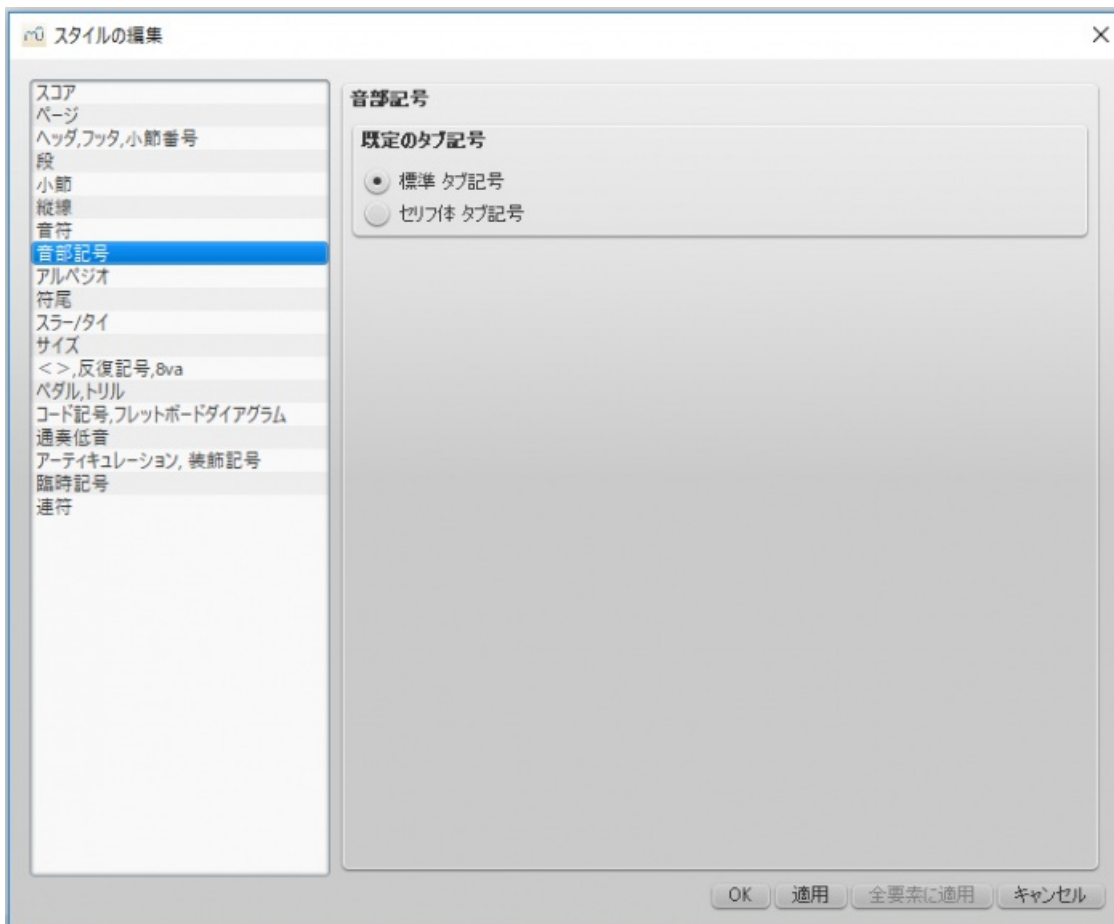 スタイルの編集
スコア
ページ
ヘッダ,フッタ,小節番号
段
小節
縦線
音符
音部記号
アルペジオ
符尾
スラー/タイ
サイズ
< >,反復記号,8va
ペダル,トリル
コード記号,フレットボードダイアグラム
通奏低音
アーティキュレーション, 装飾記号
臨時記号
連符
音部記号
既定のタブ記号
標準 タブ記号
セリフ体 タブ記号
OK 適用 全要素に適用 キャンセル